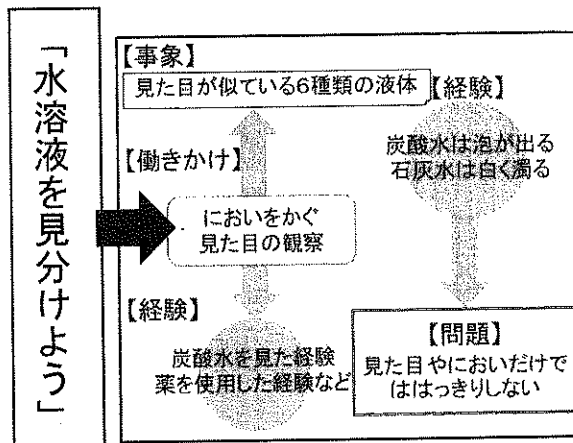 「水溶液を見分けよう」
【事象】
見た目が似ている6種類の液体
【働きかけ】
においをかぐ
見た目の観察
【経験】
炭酸水を見た経験
薬を使用した経験など
【経験】
炭酸水は泡が出る
石灰水は白く濁る
【問題】
見た目やにおいだけで
ははっきりしない